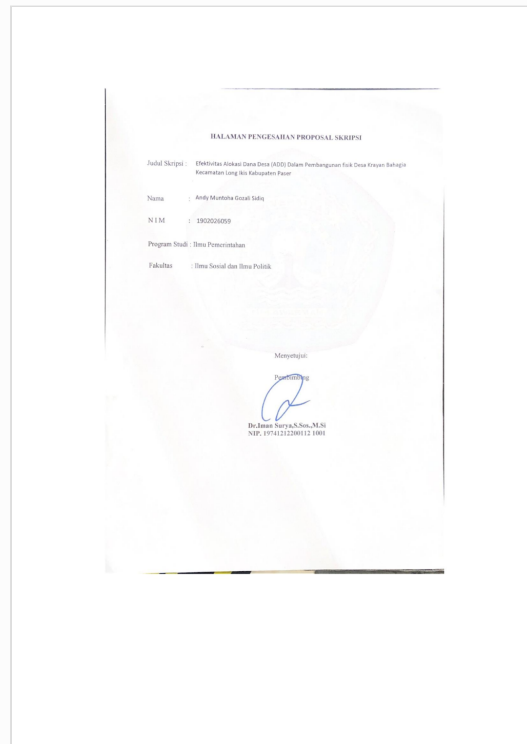 HALAMAN PENGESAHAN PROPOSAL SKRIPSI
Judul Skripsi : Efektivitas Alokasi Dana Desa (ADD) Dalam Pembangunan fisik Desa Krayan Bahagia
Kecamatan Long Ikis Kabupaten Paser
Nama : Andy Muntoha Gozali Sidiq
N I M : 1902026059
Program Studi : Ilmu Pemerintahan
Fakultas : Ilmu Sosial dan Ilmu Politik
Menyetujui:
Pembimbing
Dr.Iman Surya,S.Sos.,M.Si
NIP. 19741212200112 1001